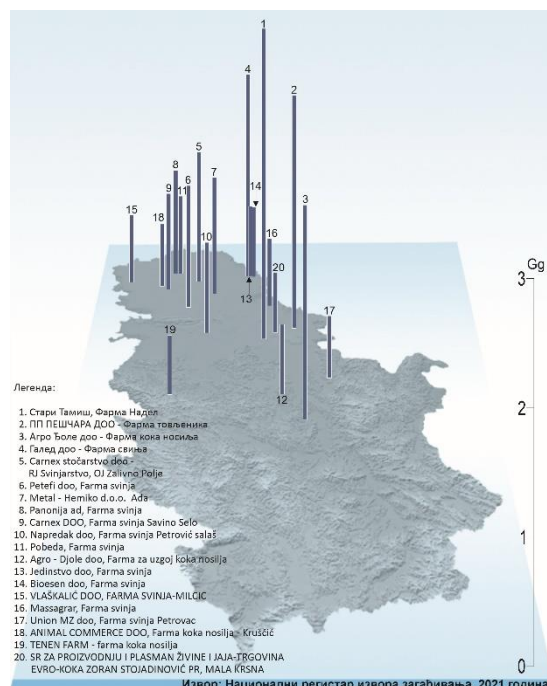 1
4
2
5
8
6
7
9
11
14
3
15
18
10
16
20
13
17
19
12
Gg
3
2
1
0
Легенда:
1. Стари Тамиш, Фарма Надел
2. ПП ПЕШЧАРА ДОО - Фарма товљеника
3. Агро Ђоле доо - Фарма кока носиља
4. Галед доо - Фарма свиња
5. Carnex stočarstvo doo -
RJ Svinjarstvo, OJ Zalivno Polje
6. Petefi doo, Farma svinja
7. Metal - Hemiko d.o.o. Ada
8. Panonija ad, Farma svinja
9. Carnex DOO, Farma svinja Savino Selo
10. Napredak doo, Farma svinja Petrović salaš
11. Pobeda, Farma svinja
12. Agro - Djole doo, Farma za uzgoj koka nosilja
13. Jedinstvo doo, Farma svinja
14. Bioesen doo, Farma svinja
15. VLAŠKALIĆ DOO, FARMA SVINJA-MILČIĆ
16. Massagrar, Farma svinja
17. Union MZ doo, Farma svinja Petrovac
18. ANIMAL COMMERCE DOO, Farma koka nosilja - Kruščić
19. TENEN FARM - farma koka nosilja
20. SR ZA PROIZVODNJU I PLASMAN ŽIVINE I JAJA-TRGOVINA
EVRO-KOKA ZORAN STOJADINOVIĆ PR, MALA KRSNA
Извор: Национални регистар извора загађивања, 2021 година